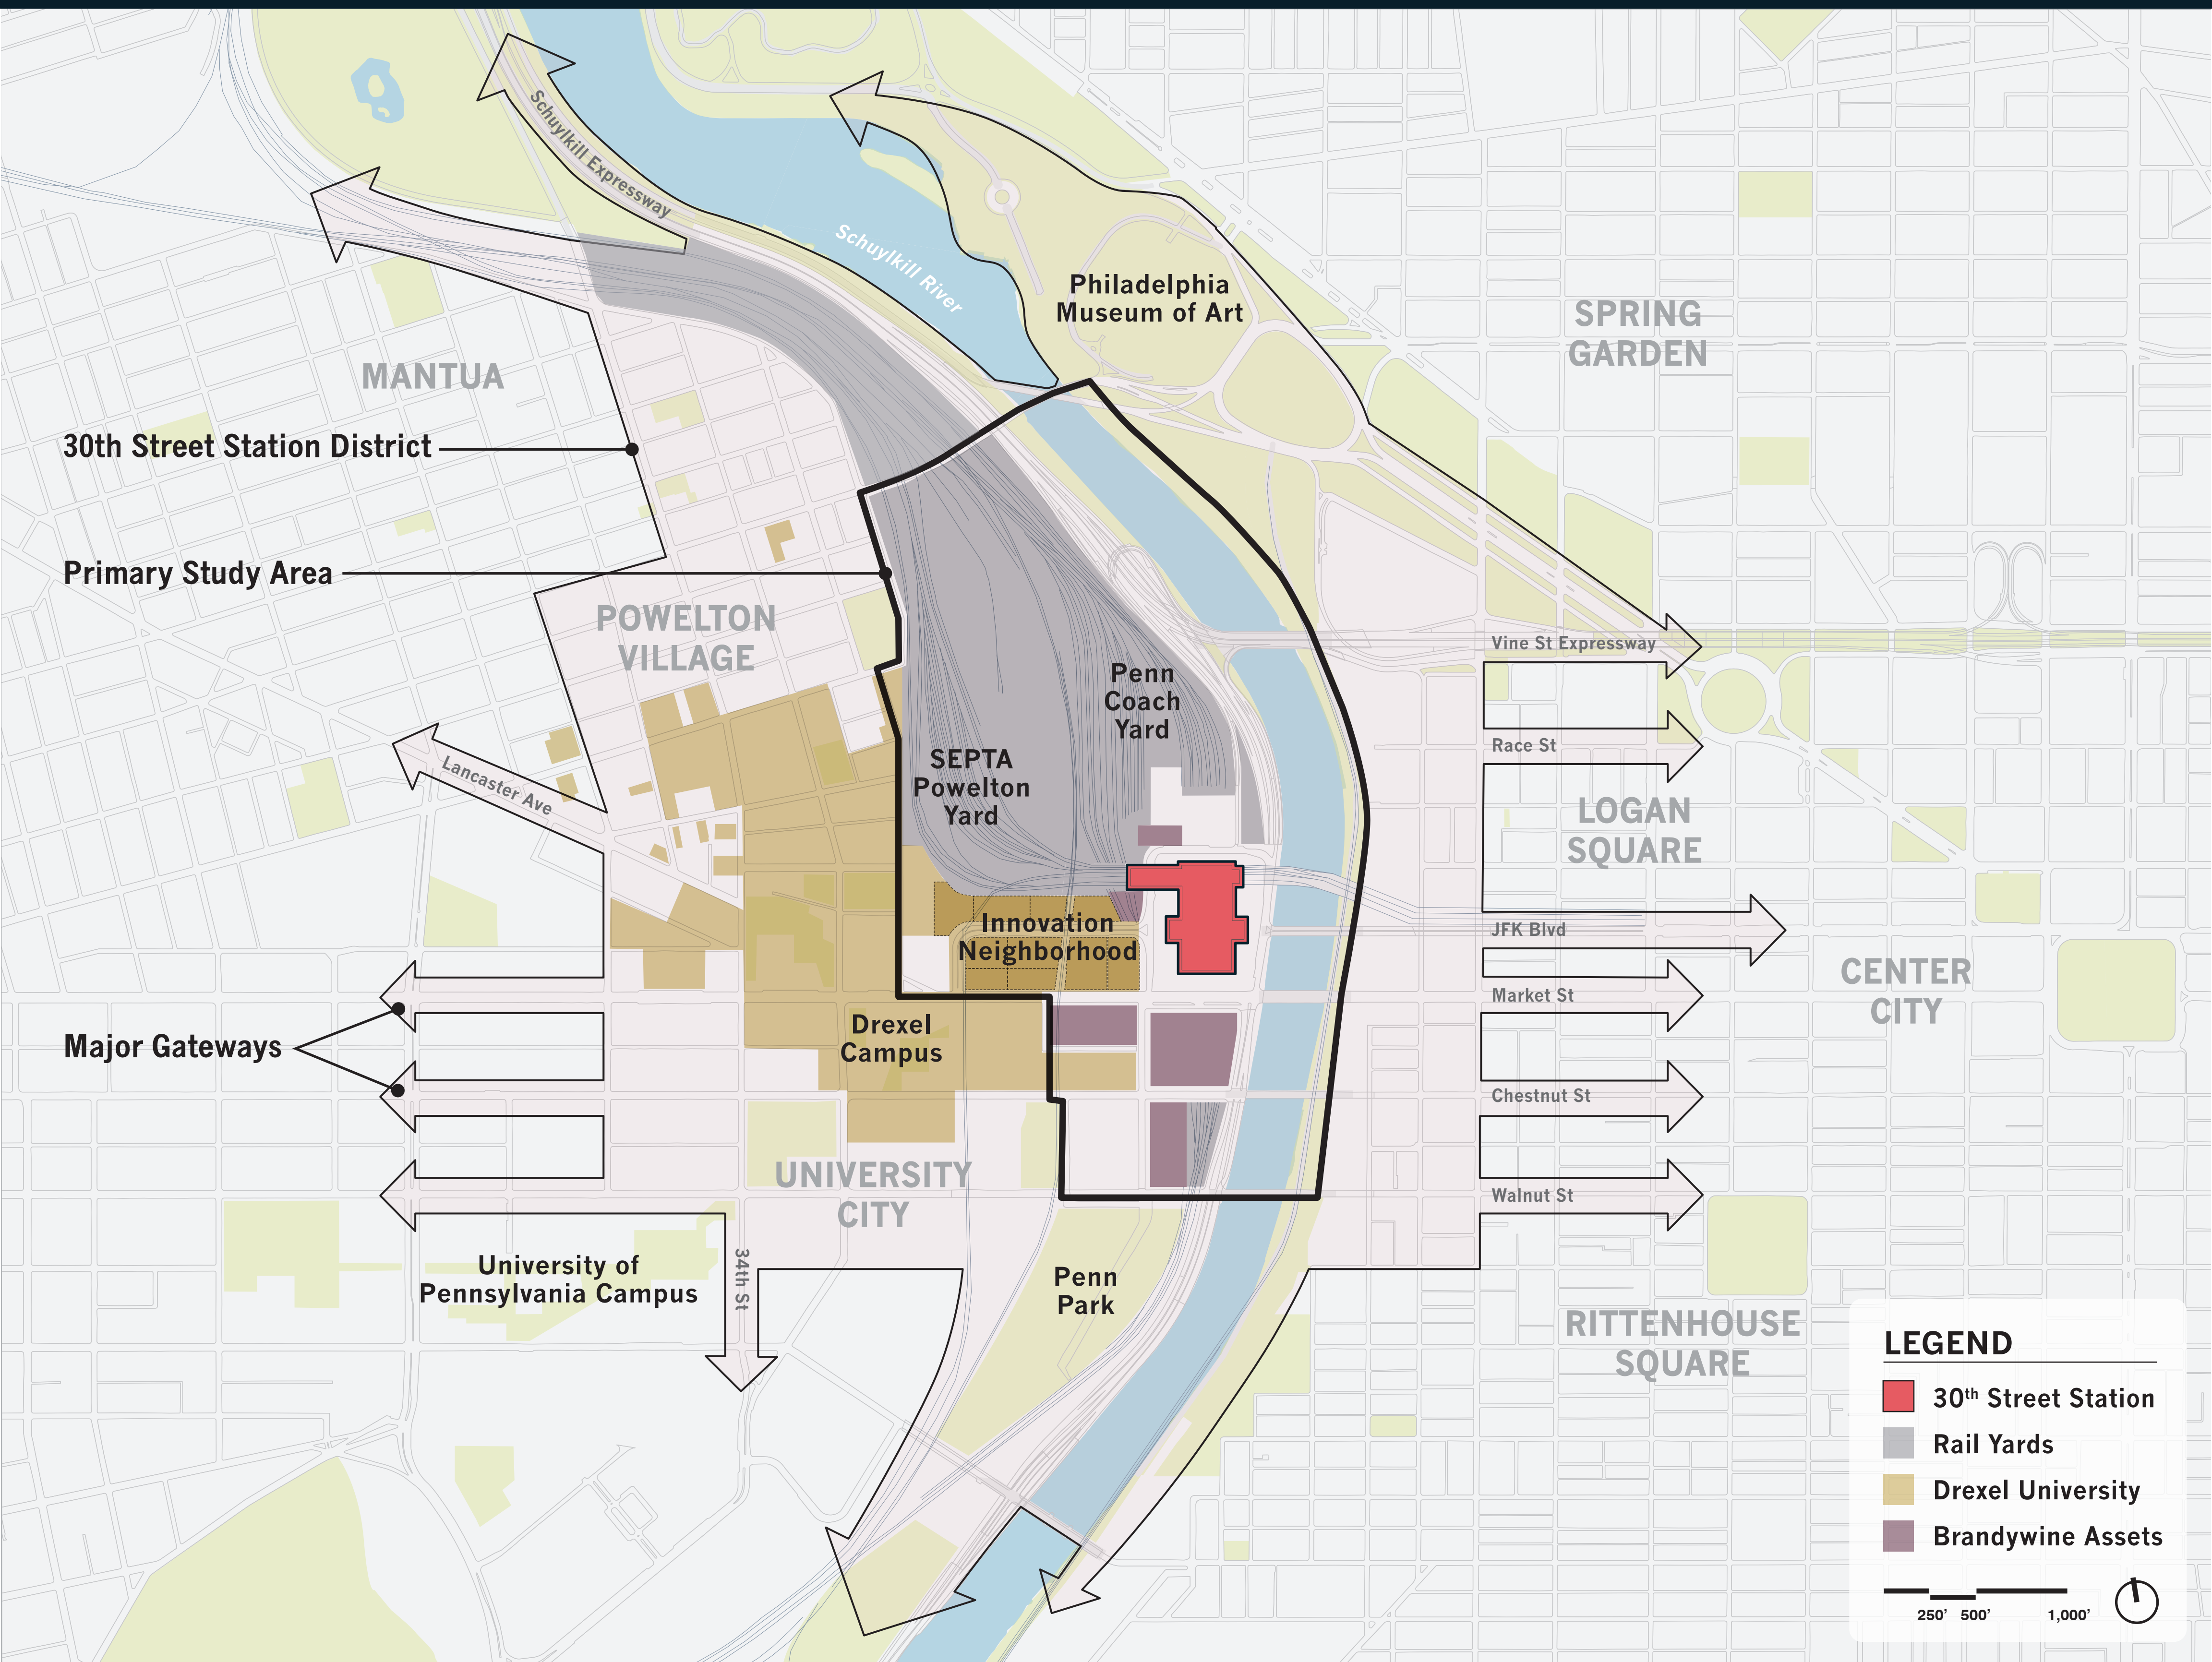 Schuylkill Expressway
Schuylkill River
Philadelphia
Museum of Art
SPRING
GARDEN
MANTUA
30th Street Station District
Primary Study Area
POWELTON
VILLAGE
Vine St Expressway
Penn
Coach
Yard
Race St
SEPTA
Powelton
Yard
Lancaster Ave
LOGAN
SQUARE
Innovation
Neighborhood
JFK Blvd
CENTER
CITY
Market St
Major Gateways
Drexel
Campus
Chestnut St
UNIVERSITY
CITY
Walnut St
University of
Pennsylvania Campus
34th St
Penn
Park
RITTENHOUSE
SQUARE
LEGEND
30th Street Station
Rail Yards
Drexel University
Brandywine Assets
250' 500' 1,000'